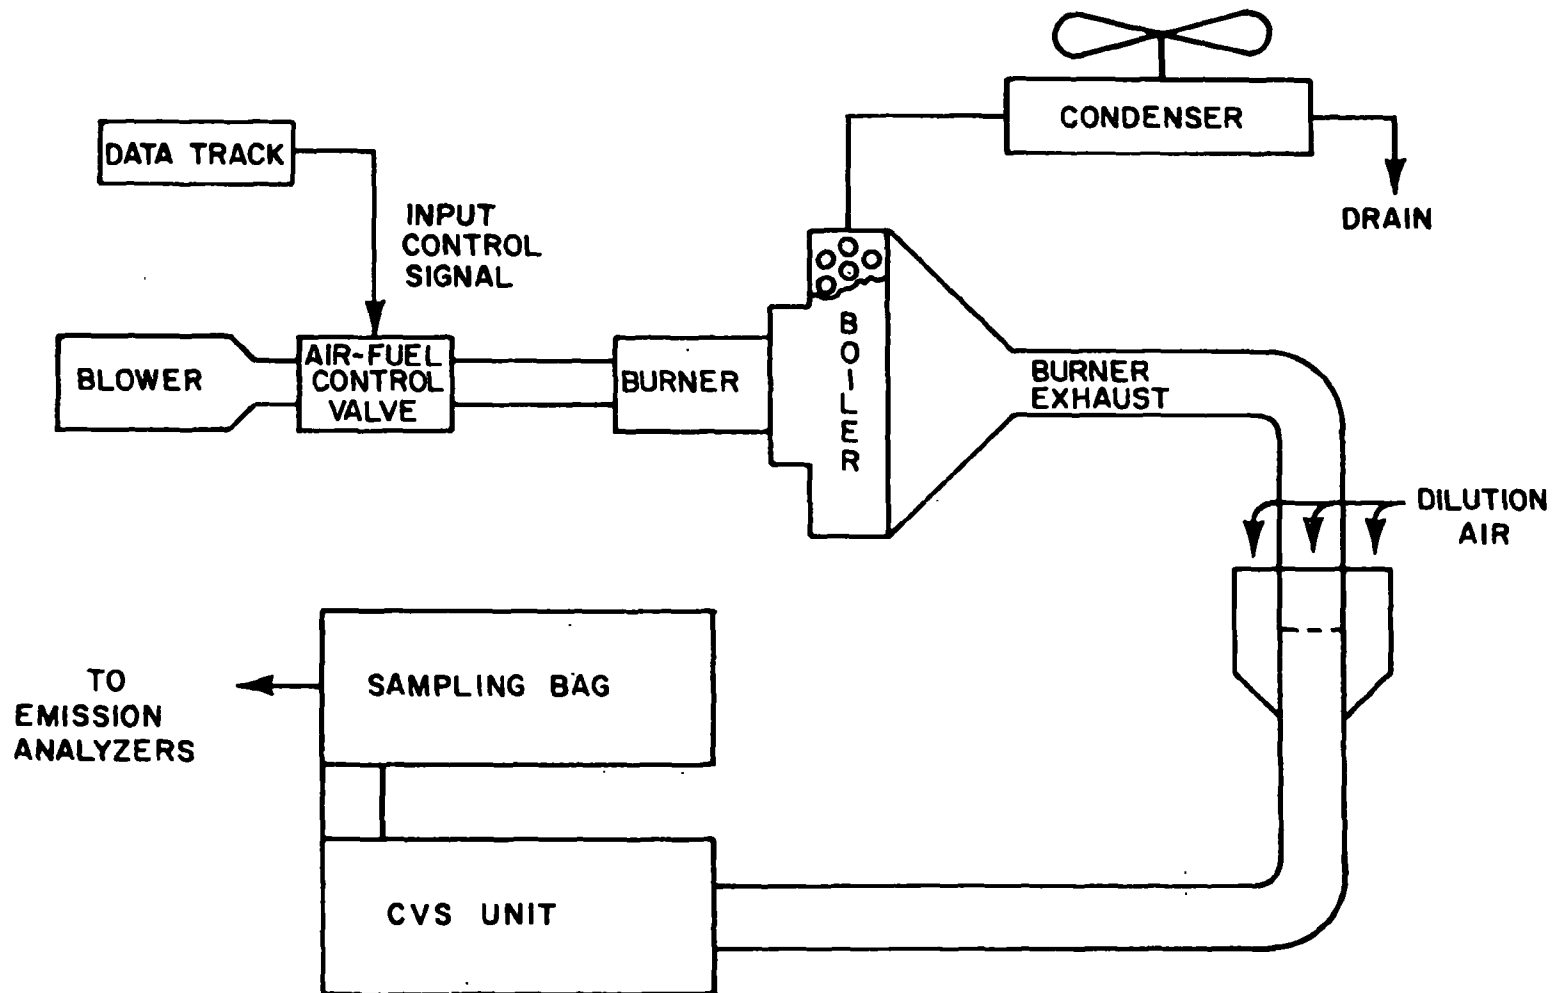 CONDENSER
DATA TRACK
DRAIN
INPUT
CONTROL
SIGNAL
BLOWER
AIR-FUEL
CONTROL
VALVE
BURNER
BOILER
BURNER
EXHAUST
DILUTION
AIR
TO
EMISSION
ANALYZERS
SAMPLING BAG
CVS UNIT